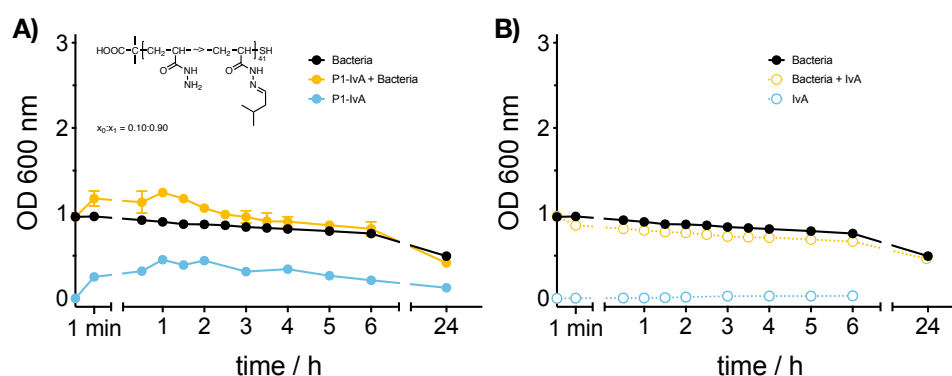 A)
HOOC C CH₂ CH ~> CH₂ CH SH
41
O NH O NH
NH₂ N
x₀:x₁ = 0.10:0.90
Bacteria
P1-IvA + Bacteria
P1-IvA
OD 600 nm
3
2
1
0
1 min 1 2 3 4 5 6 24
time / h
B)
Bacteria
Bacteria + IvA
IvA
OD 600 nm
3
2
1
0
1 min 1 2 3 4 5 6 24
time / h